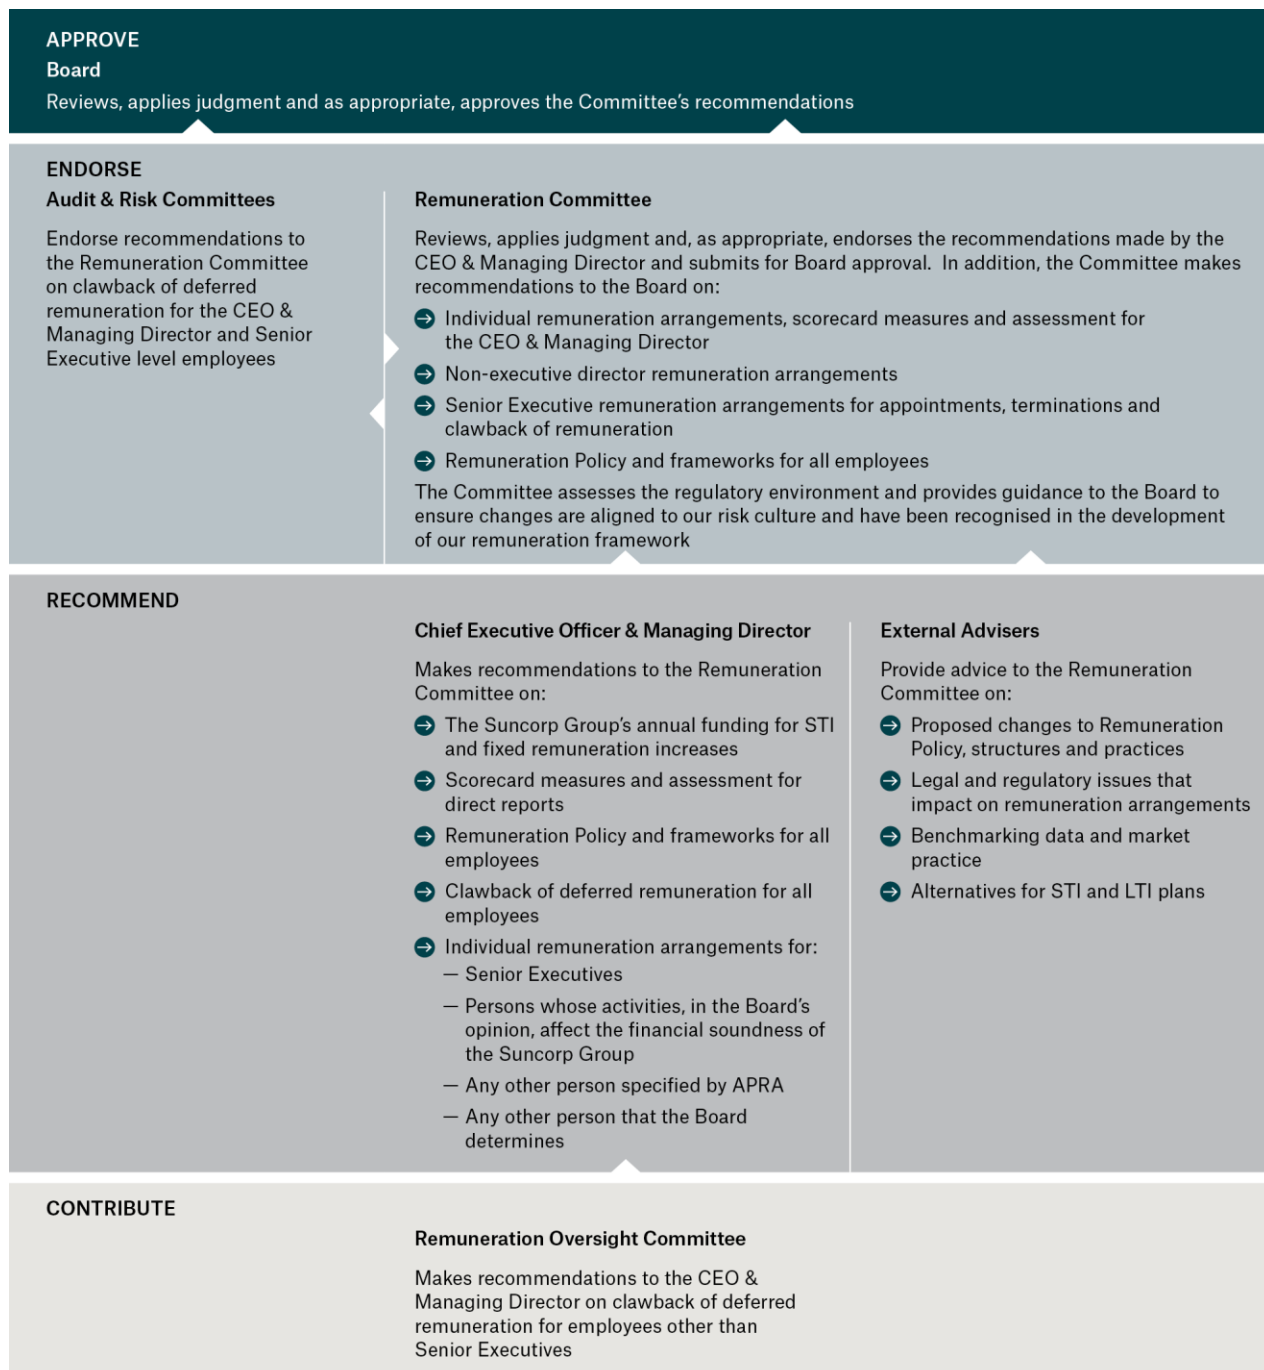 APPROVE
Board
Reviews, applies judgment and as appropriate, approves the Committee’s recommendations
ENDORSE
Audit & Risk Committees
Endorse recommendations to
the Remuneration Committee
on clawback of deferred
remuneration for the CEO &
Managing Director and Senior
Executive level employees
Remuneration Committee
Reviews, applies judgment and, as appropriate, endorses the recommendations made by the
CEO & Managing Director and submits for Board approval.  In addition, the Committee makes
recommendations to the Board on:
Individual remuneration arrangements, scorecard measures and assessment for
the CEO & Managing Director
Non-executive director remuneration arrangements
Senior Executive remuneration arrangements for appointments, terminations and
clawback of remuneration
Remuneration Policy and frameworks for all employees
The Committee assesses the regulatory environment and provides guidance to the Board to
ensure changes are aligned to our risk culture and have been recognised in the development
of our remuneration framework
RECOMMEND
Chief Executive Officer & Managing Director
Makes recommendations to the Remuneration
Committee on:
The Suncorp Group’s annual funding for STI
and fixed remuneration increases
Scorecard measures and assessment for
direct reports
Remuneration Policy and frameworks for all
employees
Clawback of deferred remuneration for all
employees
Individual remuneration arrangements for:
— Senior Executives
— Persons whose activities, in the Board’s
opinion, affect the financial soundness of
the Suncorp Group
— Any other person specified by APRA
— Any other person that the Board
determines
External Advisers
Provide advice to the Remuneration
Committee on:
Proposed changes to Remuneration
Policy, structures and practices
Legal and regulatory issues that
impact on remuneration arrangements
Benchmarking data and market
practice
Alternatives for STI and LTI plans
CONTRIBUTE
Remuneration Oversight Committee
Makes recommendations to the CEO &
Managing Director on clawback of deferred
remuneration for employees other than
Senior Executives